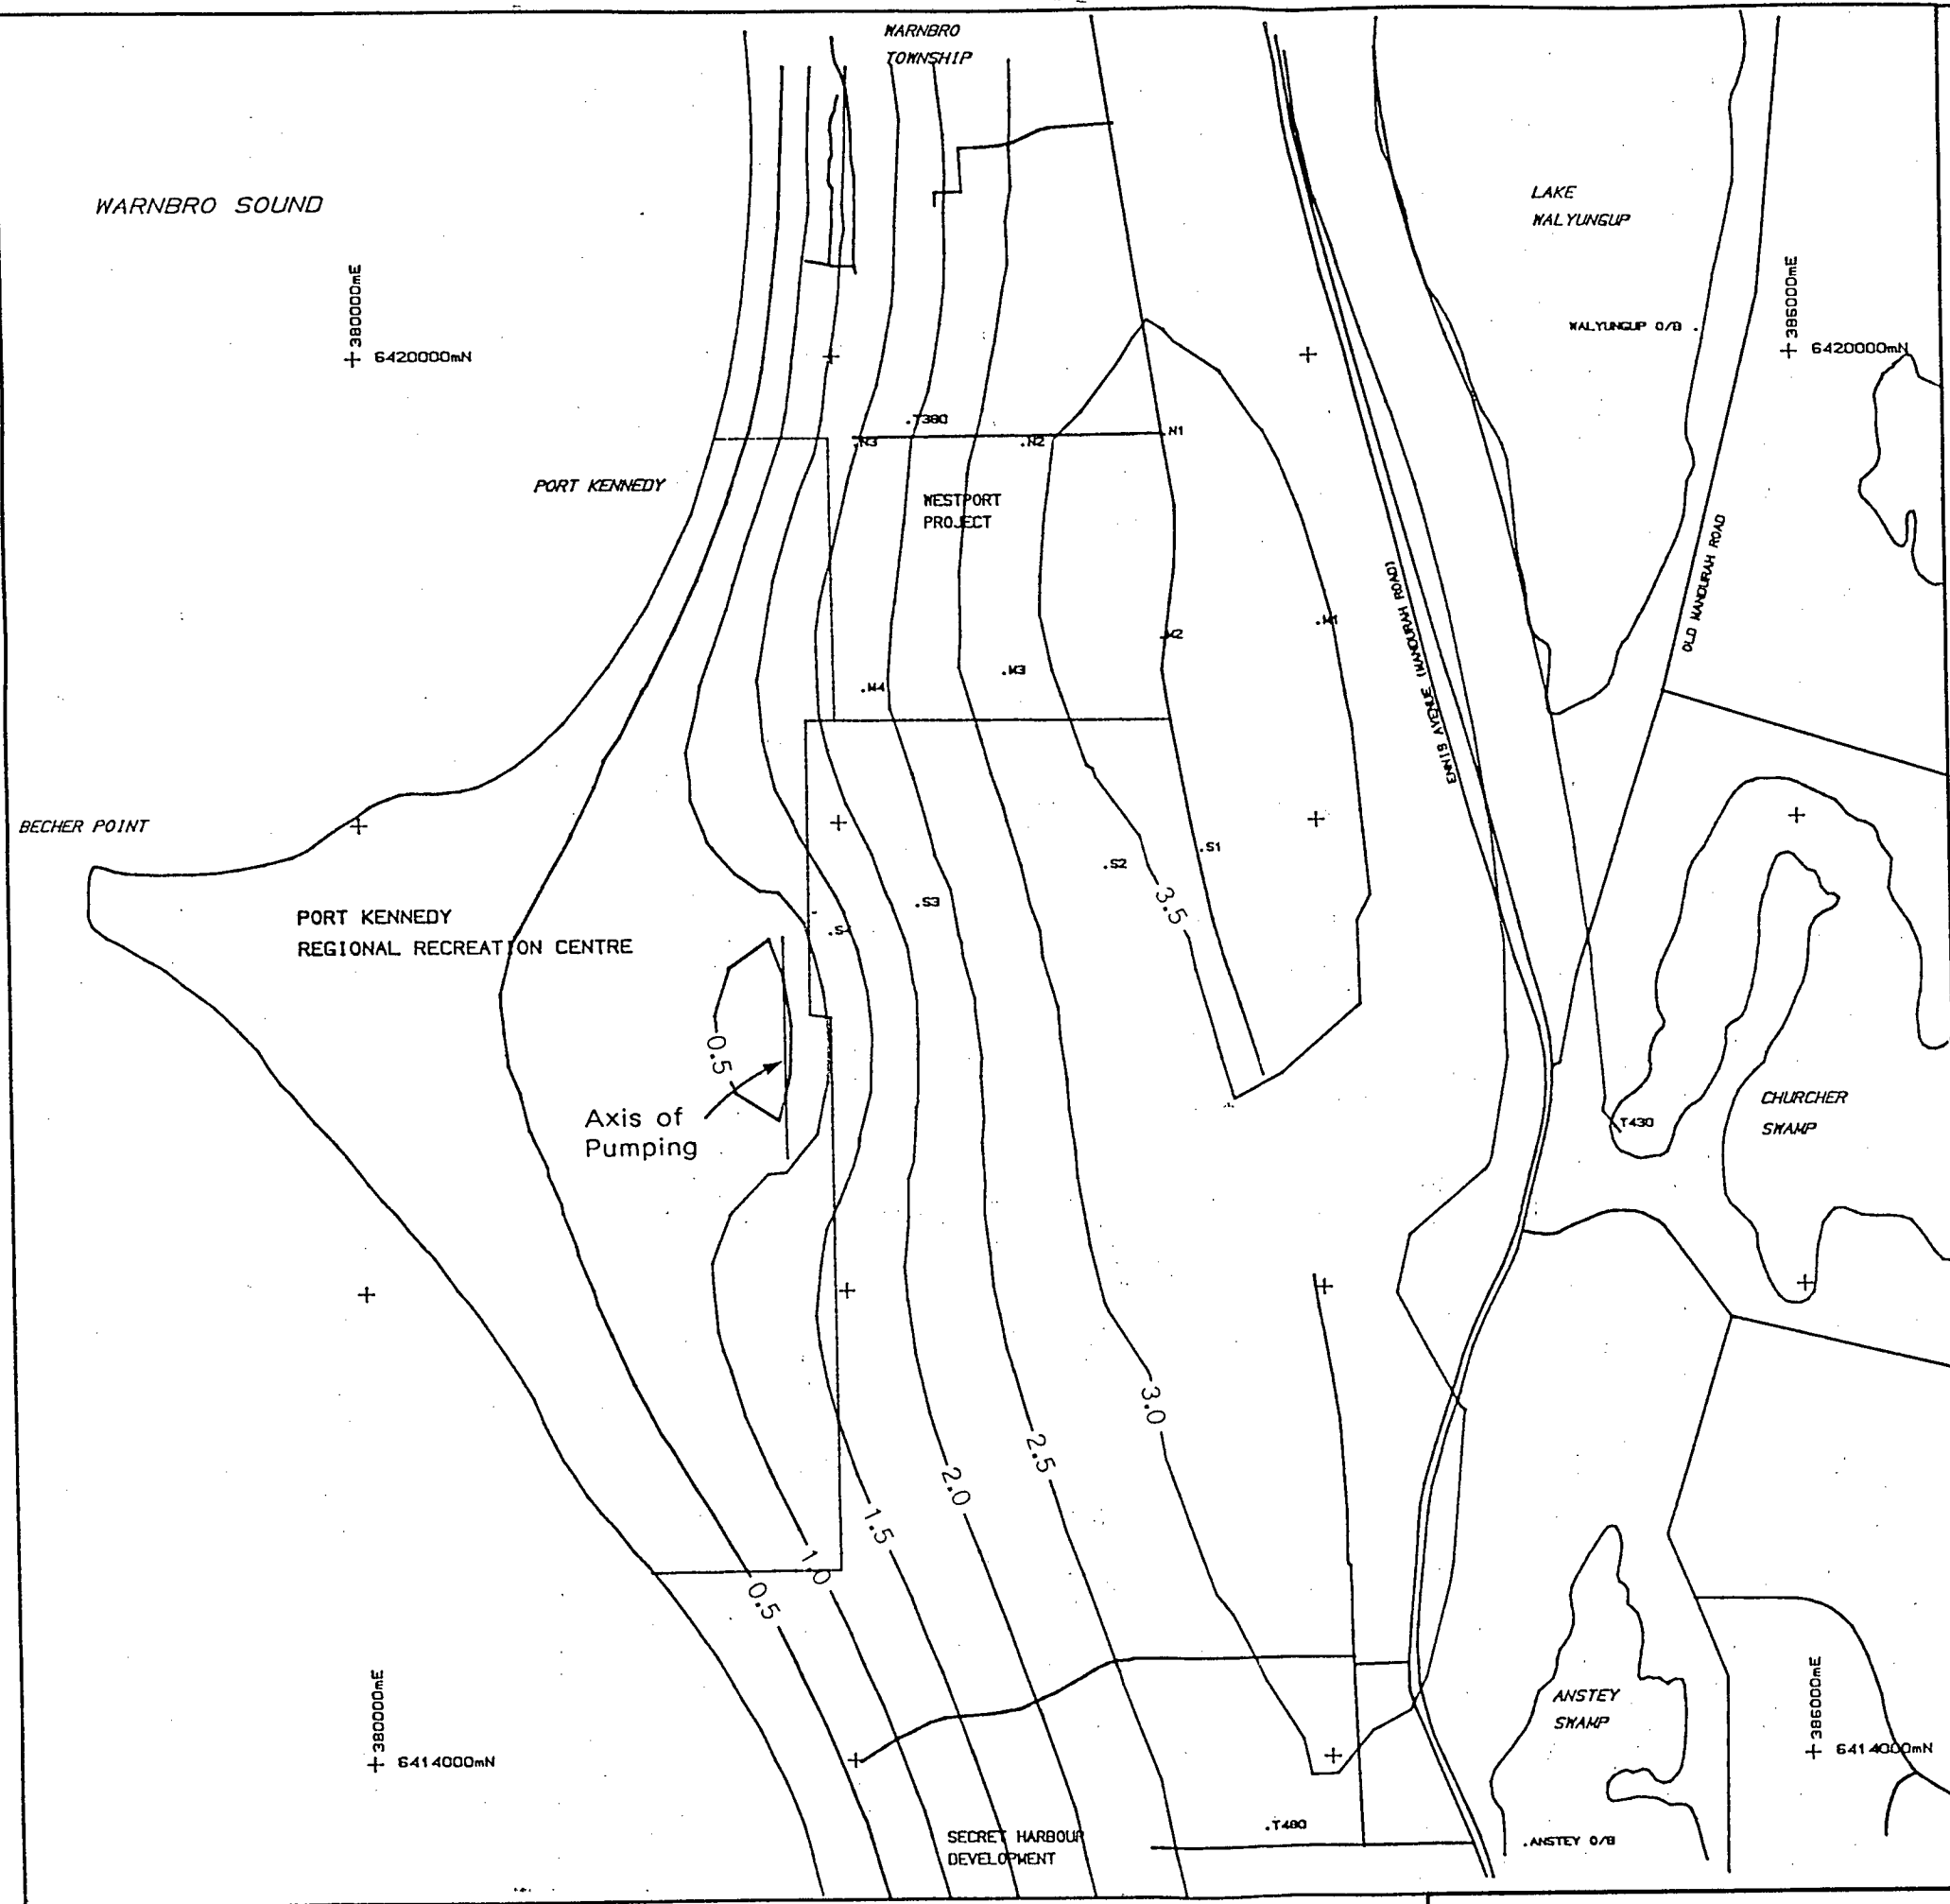 WARNBRO
TOWNSHIP
WARNBRO SOUND
LAKE
WALYUNGUP
380000mE
6420000mN
WALYUNGUP O/B .
386000mE
6420000mN
.T380
.N3
.N2
N1
PORT KENNEDY
WESTPORT
PROJECT
ENNIS AVENUE (MANDURAH ROAD)
OLD MANDURAH ROAD
.M1
M2
.M3
.M4
BECHER POINT
.S1
.S2
.S3
3.5
PORT KENNEDY
REGIONAL RECREATION CENTRE
0.5
Axis of
Pumping
CHURCHER
SWAMP
T430
3.0
2.5
2.0
1.5
1.0
0.5
380000mE
6414000mN
ANSTEY
SWAMP
386000mE
6414000mN
SECRET HARBOUR
DEVELOPMENT
.T480
.ANSTEY O/B